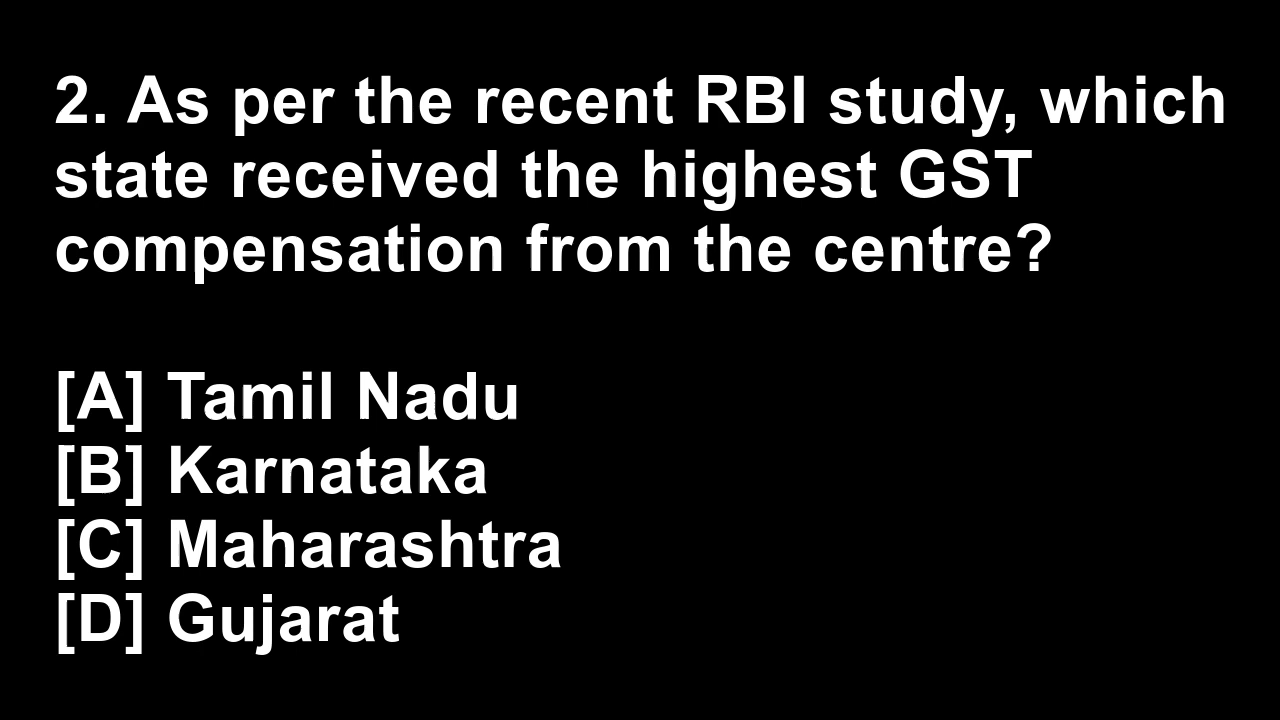 2. As per the recent RBI study, which
state received the highest GST
compensation from the centre?
[A] Tamil Nadu
[B] Karnataka
[C] Maharashtra
[D] Gujarat